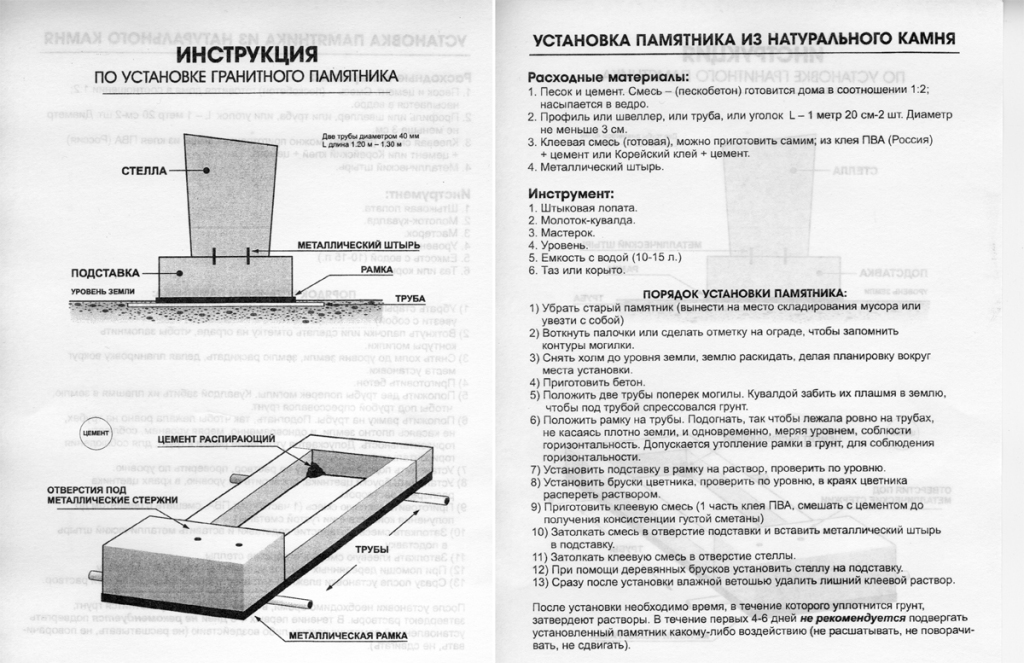 ИНСТРУКЦИЯ
ПО УСТАНОВКЕ ГРАНИТНОГО ПАМЯТНИКА
Две трубы диаметром 40 мм
L длина 1.20 м – 1.30 м
СТЕЛЛА
МЕТАЛЛИЧЕСКИЙ ШТЫРЬ
ПОДСТАВКА
РАМКА
УРОВЕНЬ ЗЕМЛИ
ТРУБА
ЦЕМЕНТ
ЦЕМЕНТ РАСПИРАЮЩИЙ
ОТВЕРСТИЯ ПОД
МЕТАЛЛИЧЕСКИЕ СТЕРЖНИ
ТРУБЫ
МЕТАЛЛИЧЕСКАЯ РАМКА
УСТАНОВКА ПАМЯТНИКА ИЗ НАТУРАЛЬНОГО КАМНЯ
Расходные материалы:
1. Песок и цемент. Смесь – (пескобетон) готовится дома в соотношении 1:2;
насыпается в ведро.
2. Профиль или швеллер, или труба, или уголок L – 1 метр 20 см-2 шт. Диаметр
не меньше 3 см.
3. Клеевая смесь (готовая), можно приготовить самим; из клея ПВА (Россия)
+ цемент или Корейский клей + цемент.
4. Металлический штырь.
Инструмент:
1. Штыковая лопата.
2. Молоток-кувалда.
3. Мастерок.
4. Уровень.
5. Емкость с водой (10-15 л.)
6. Таз или корыто.
ПОРЯДОК УСТАНОВКИ ПАМЯТНИКА:
1) Убрать старый памятник (вынести на место складирования мусора или
увезти с собой)
2) Воткнуть палочки или сделать отметку на ограде, чтобы запомнить
контуры могилки.
3) Снять холм до уровня земли, землю раскидать, делая планировку вокруг
места установки.
4) Приготовить бетон.
5) Положить две трубы поперек могилы. Кувалдой забить их плашмя в землю,
чтобы под трубой спрессовался грунт.
6) Положить рамку на трубы. Подогнать, так чтобы лежала ровно на трубах,
не касаясь плотно земли, и одновременно, меряя уровнем, соблюсти
горизонтальность. Допускается утопление рамки в грунт, для соблюдения
горизонтальности.
7) Установить подставку в рамку на раствор, проверить по уровню.
8) Установить бруски цветника, проверить по уровню, в краях цветника
распереть раствором.
9) Приготовить клеевую смесь (1 часть клея ПВА, смешать с цементом до
получения консистенции густой сметаны)
10) Затолкать смесь в отверстие подставки и вставить металлический штырь
в подставку.
11) Затолкать клеевую смесь в отверстие стеллы.
12) При помощи деревянных брусков установить стеллу на подставку.
13) Сразу после установки влажной ветошью удалить лишний клеевой раствор.
После установки необходимо время, в течение которого уплотнится грунт,
затвердеют растворы. В течение первых 4-6 дней не рекомендуется подвергать
установленный памятник какому-либо воздействию (не расшатывать, не поворачи-
вать, не сдвигать).